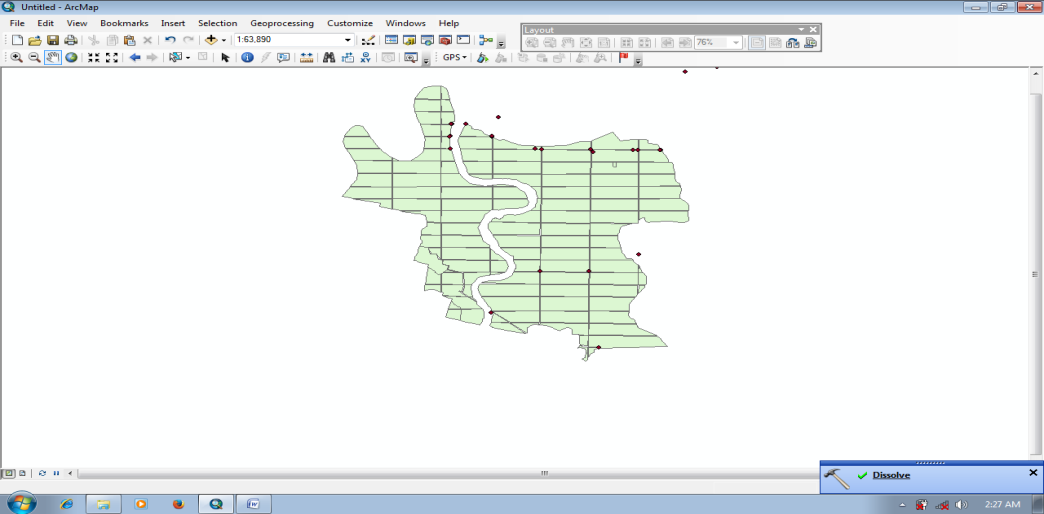 Untitled - ArcMap
File Edit View Bookmarks Insert Selection Geoprocessing Customize Windows Help
Layout
1:63,890
76%
GPS
Dissolve
2:27 AM